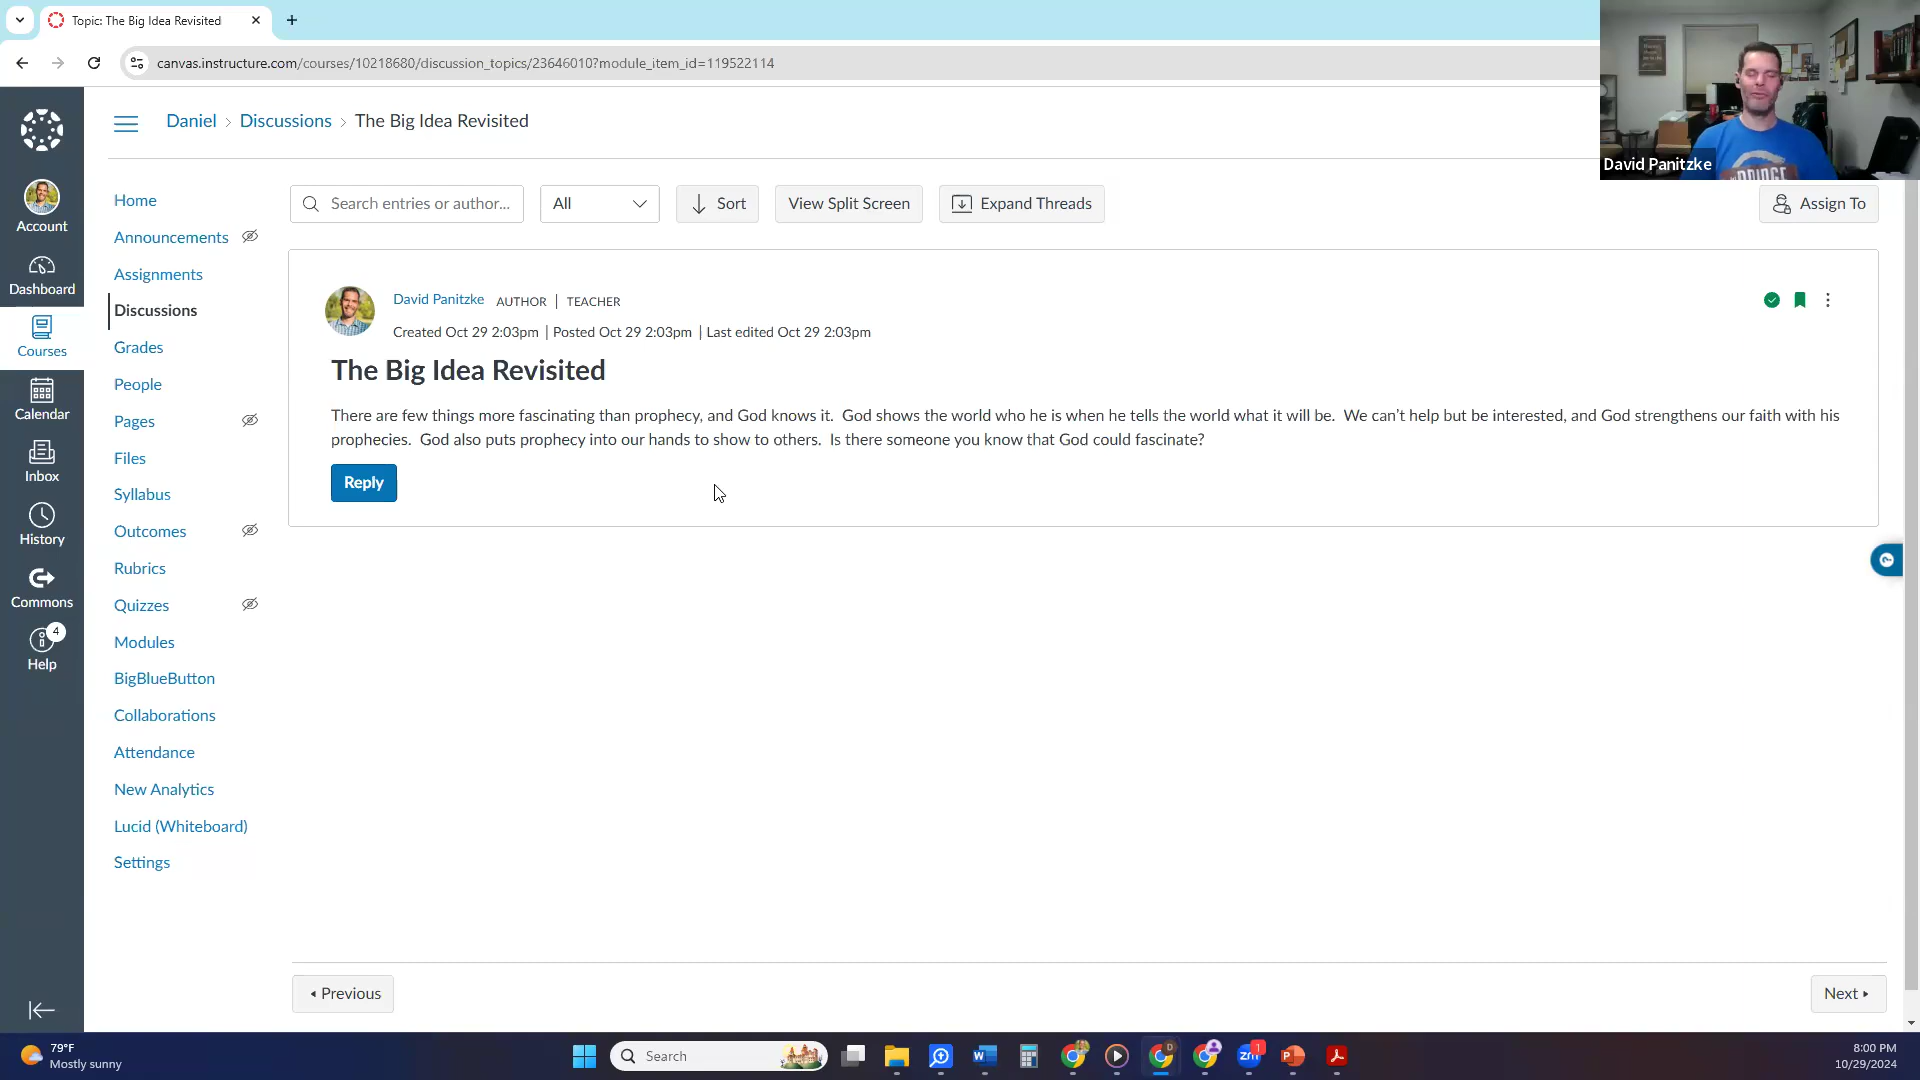 Topic: The Big Idea Revisited
canvas.instructure.com/courses/10218680/discussion_topics/23646010?module_item_id=119522114
David Panitzke
Daniel > Discussions > The Big Idea Revisited
Account
Dashboard
Courses
Calendar
Inbox
History
Commons
4
Help
Home
Announcements
Assignments
Discussions
Grades
People
Pages
Files
Syllabus
Outcomes
Rubrics
Quizzes
Modules
BigBlueButton
Collaborations
Attendance
New Analytics
Lucid (Whiteboard)
Settings
Search entries or author... All Sort View Split Screen Expand Threads Assign To
David Panitzke AUTHOR | TEACHER
Created Oct 29 2:03pm | Posted Oct 29 2:03pm | Last edited Oct 29 2:03pm
The Big Idea Revisited
There are few things more fascinating than prophecy, and God knows it. God shows the world who he is when he tells the world what it will be. We can’t help but be interested, and God strengthens our faith with his
prophecies. God also puts prophecy into our hands to show to others. Is there someone you know that God could fascinate?
Reply
Previous Next
79°F
Mostly sunny
Search
zm 1
8:00 PM
10/29/2024